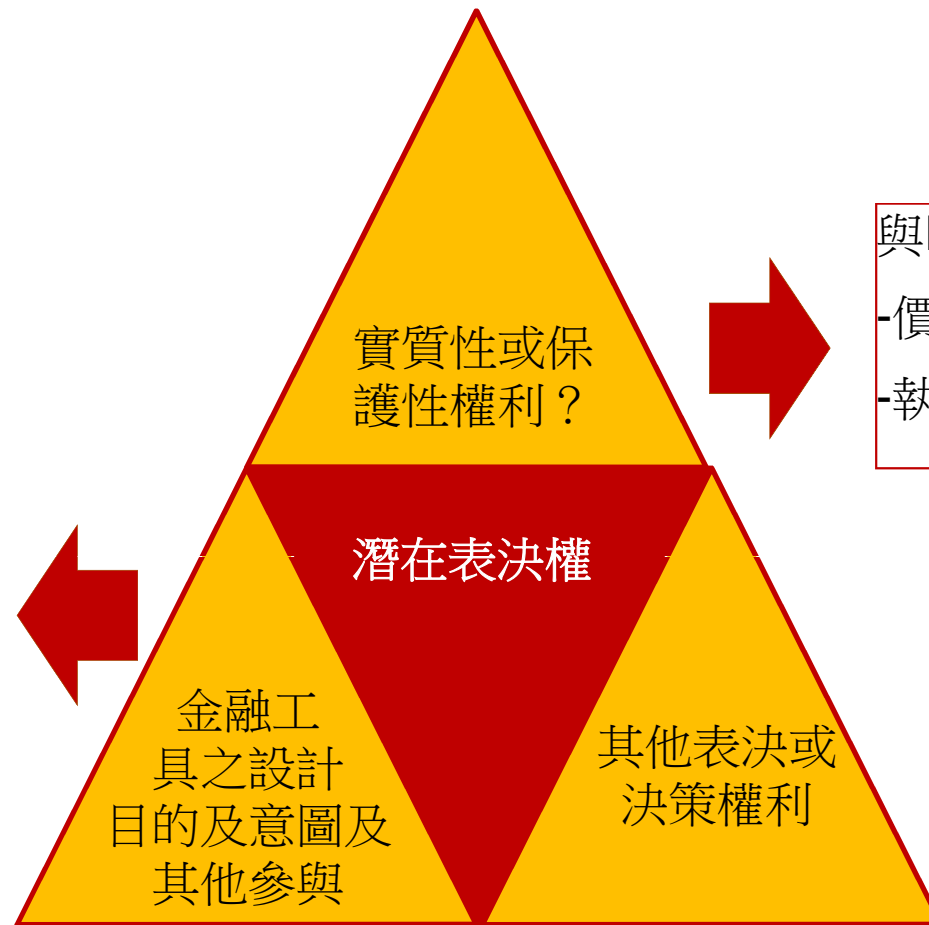 實質性或保
護性權利？
與
-價
-執
潛在表決權
金融工
具之設計
目的及意圖及
其他參與
其他表決或
決策權利